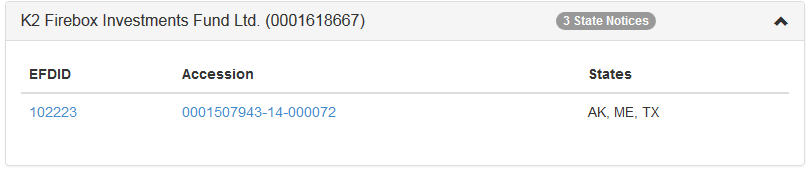 K2 Firebox Investments Fund Ltd. (0001618667) 3 State Notices
EFDID Accession States
102223 0001507943-14-000072 AK, ME, TX